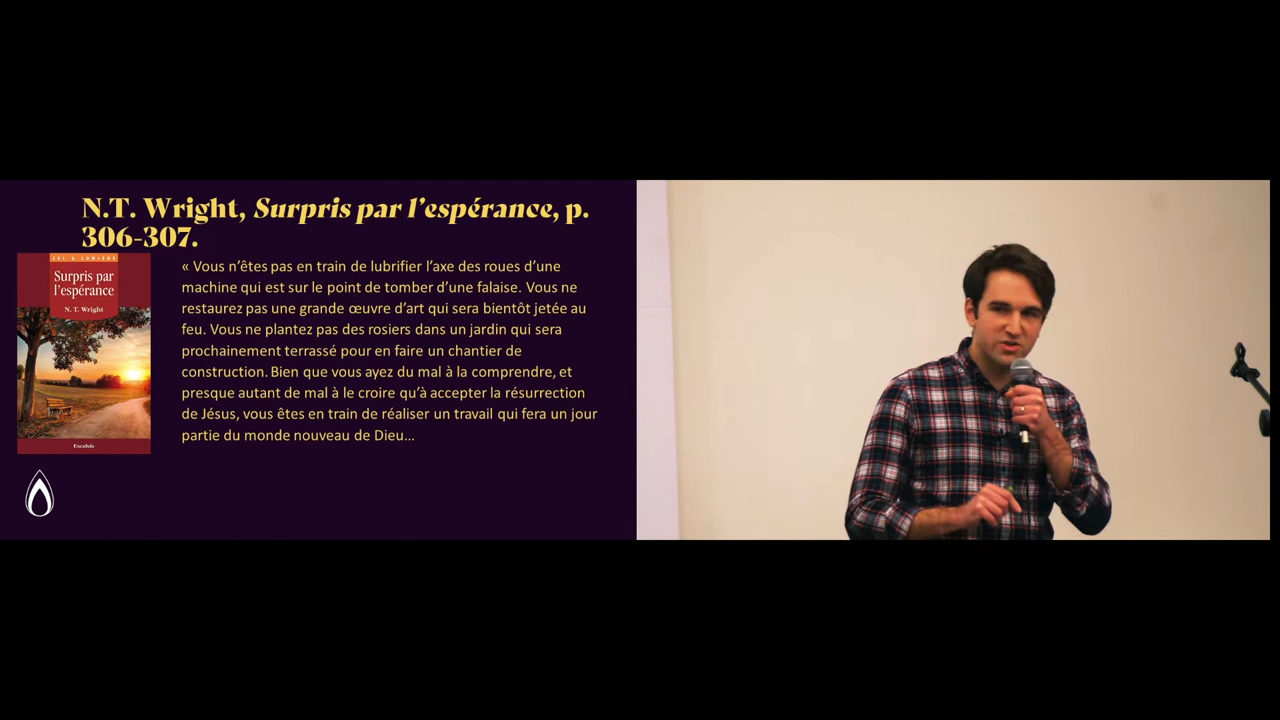 N.T. Wright, Surpris par l’espérance, p.
306-307.
SEL & LUMIÈRE
Surpris par
l’espérance
N. T. Wright
Excelsis
« Vous n’êtes pas en train de lubrifier l’axe des roues d’une
machine qui est sur le point de tomber d’une falaise. Vous ne
restaurez pas une grande œuvre d’art qui sera bientôt jetée au
feu. Vous ne plantez pas des rosiers dans un jardin qui sera
prochainement terrassé pour en faire un chantier de
construction. Bien que vous ayez du mal à la comprendre, et
presque autant de mal à le croire qu’à accepter la résurrection
de Jésus, vous êtes en train de réaliser un travail qui fera un jour
partie du monde nouveau de Dieu…